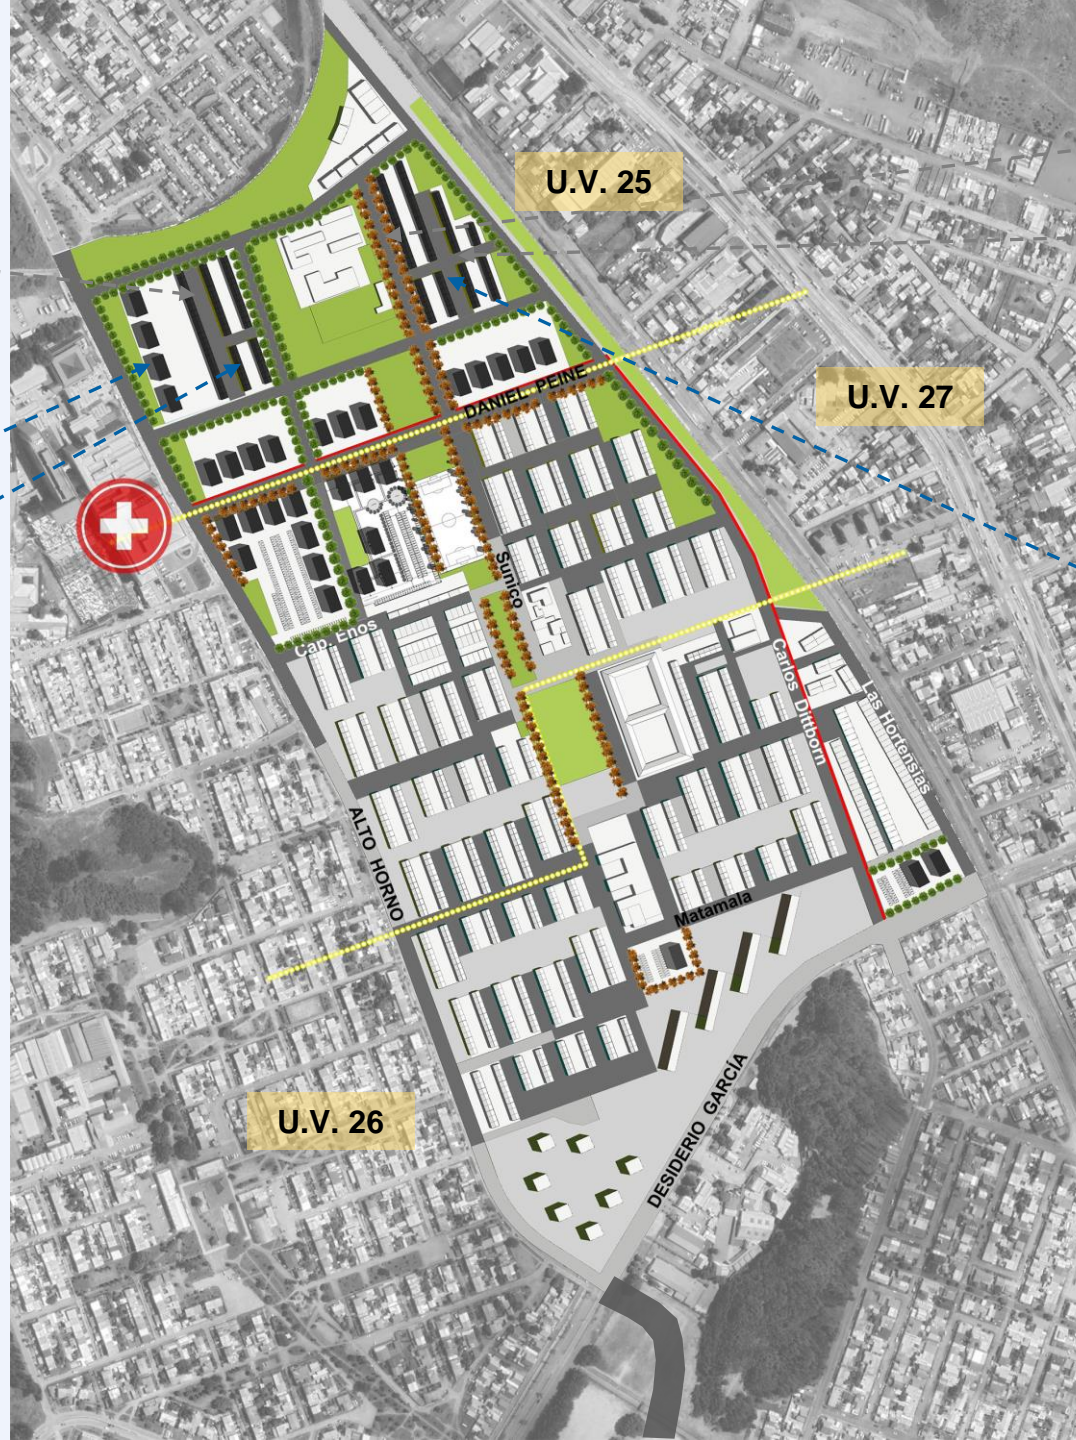 U.V. 25
DANIEL PEINE
U.V. 27
Sunico
Cap. Enos
Carlos Dittborn
Las Hortensias
ALTO HORNO
Matamala
DESIDERIO GARCÍA
U.V. 26